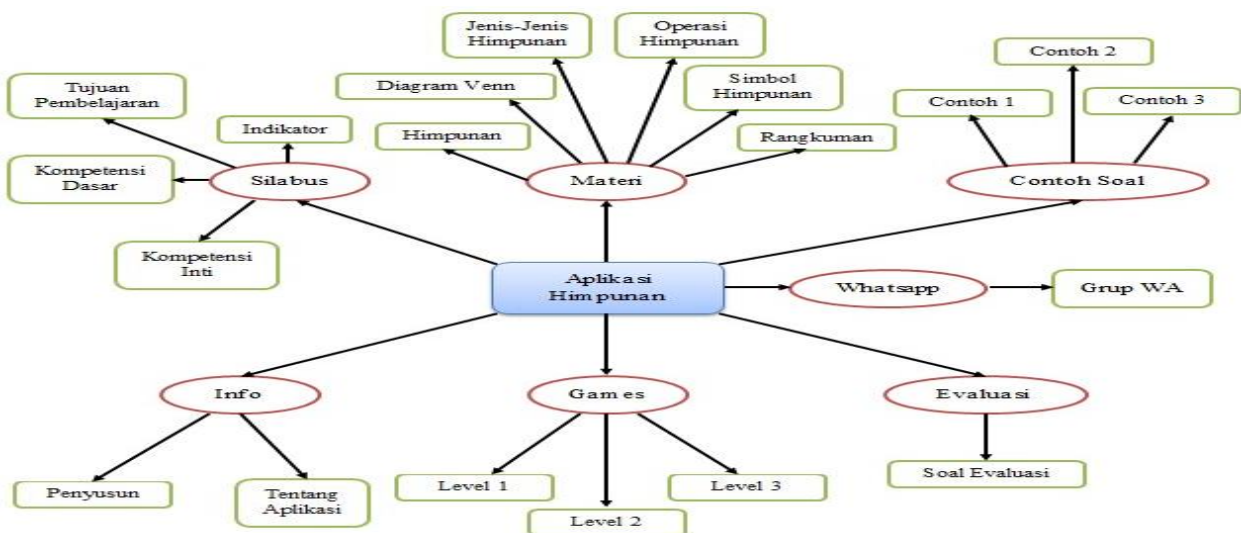 Jenis-Jenis
Himpunan
Operasi
Himpunan
Contoh 2
Tujuan
Pembelajaran
Diagram Venn
Simbol
Himpunan
Contoh 1
Contoh 3
Indikator
Himpunan
Rangkuman
Kompetensi
Dasar
Silabus
Materi
Contoh Soal
Kompetensi
Inti
Aplikasi
Himpunan
Whatsapp
Grup WA
Info
Games
Evaluasi
Penyusun
Tentang
Aplikasi
Level 1
Level 2
Level 3
Soal Evaluasi